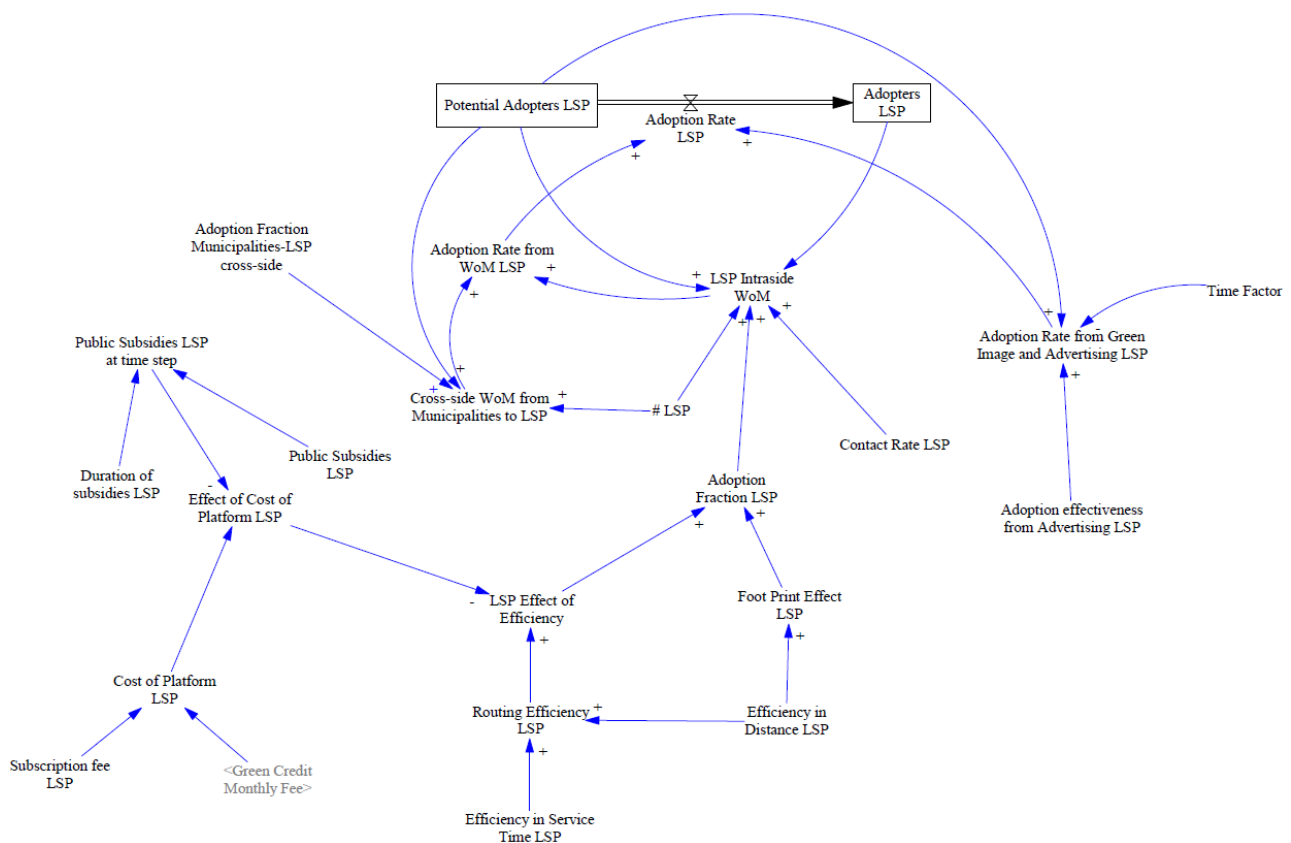 Potential Adopters LSP
Adopters
LSP
Adoption Rate
LSP
+
+
Adoption Fraction
Municipalities-LSP
cross-side
Adoption Rate from
WoM LSP
+
+
LSP Intraside
WoM
+
+
+
+
Time Factor
Adoption Rate from Green
Image and Advertising LSP
+
-
+
Public Subsidies LSP
at time step
Cross-side WoM from
Municipalities to LSP
+
+
+
# LSP
Contact Rate LSP
Public Subsidies
LSP
Duration of
subsidies LSP
-
Effect of Cost of
Platform LSP
Adoption
Fraction LSP
+
+
Adoption effectiveness
from Advertising LSP
- LSP Effect of
Efficiency
+
Foot Print Effect
LSP
+
Cost of Platform
LSP
Routing Efficiency
LSP
+
+
Efficiency in
Distance LSP
Subscription fee
LSP
<Green Credit
Monthly Fee>
Efficiency in Service
Time LSP